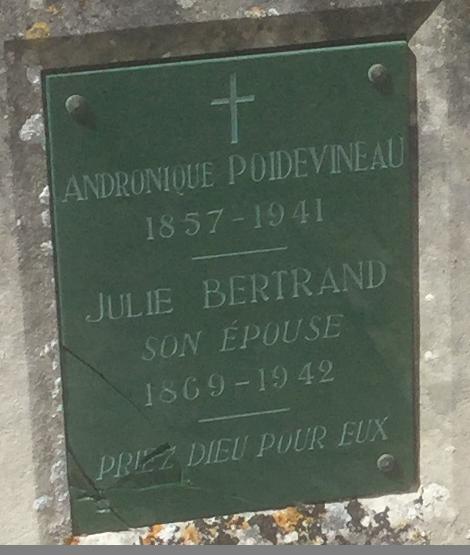 ANDRONIQUE POIDEVINEAU
1857-1941
JULIE BERTRAND
SON ÉPOUSE
1869-1942
PRIEZ DIEU POUR EUX